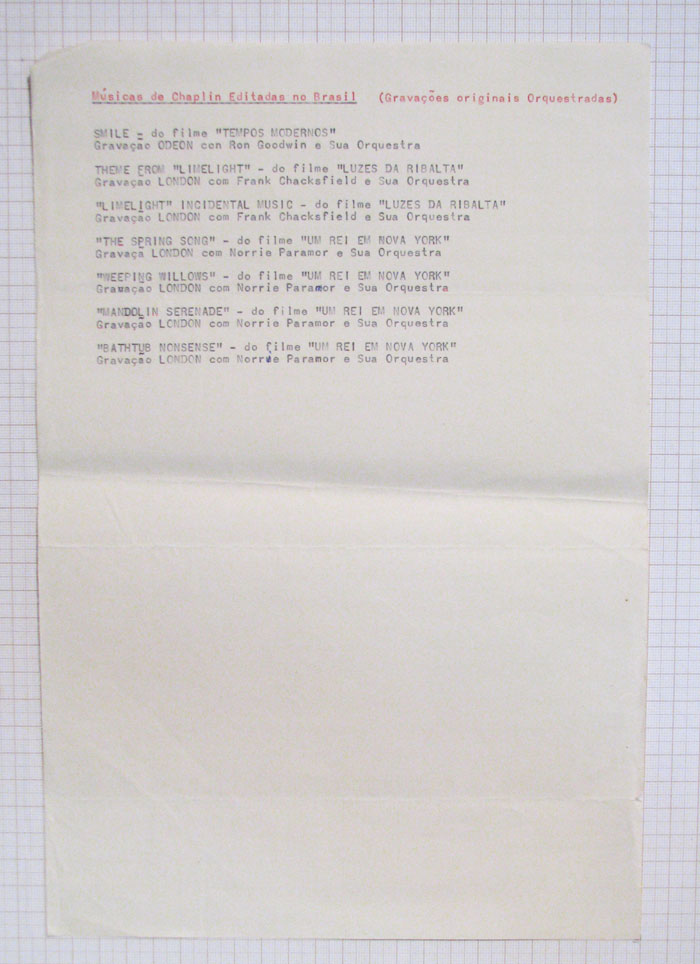 Músicas de Chaplin Editadas no Brasil (Gravações originais Orquestradas)
SMILE - do filme "TEMPOS MODERNOS"
Gravação ODEON con Ron Goodwin e Sua Orquestra
THEME FROM "LIMELIGHT" - do filme "LUZES DA RIBALTA"
Gravação LONDON com Frank Chacksfield e Sua Orquestra
"LIMELIGHT" INCIDENTAL MUSIC - do filme "LUZES DA RIBALTA"
Gravação LONDON com Frank Chacksfield e Sua Orquestra
"THE SPRING SONG" - do filme "UM REI EM NOVA YORK"
Gravaçã LONDON com Norrie Paramor e Sua Orquestra
"WEEPING WILLOWS" - do filme "UM REI EM NOVA YORK"
Gravação LONDON com Norrie Paramor e Sua Orquestra
"MANDOLIN SERENADE" - do filme "UM REI EM NOVA YORK"
Gravação LONDON com Norrie Paramor e Sua Orquestra
"BATHTUB NONSENSE" - do filme "UM REI EM NOVA YORK"
Gravação LONDON com Norrie Paramor e Sua Orquestra